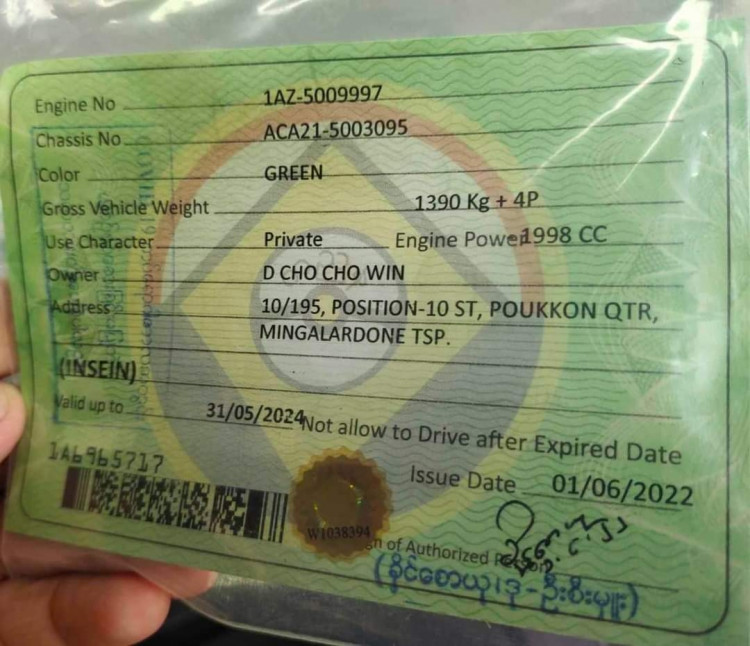 Engine No 1AZ-5009997
Chassis No ACA21-5003095
Color GREEN
Gross Vehicle Weight 1390 Kg + 4P
Use Character Private Engine Power 1998 CC
Owner D CHO CHO WIN
Address 10/195, POSITION-10 ST, POUKKON QTR,
MINGALARDONE TSP.
(INSEIN)
Valid up to 31/05/2024 Not allow to Drive after Expired Date
1A6965717
Issue Date 01/06/2022
W1038394
n of Authorized